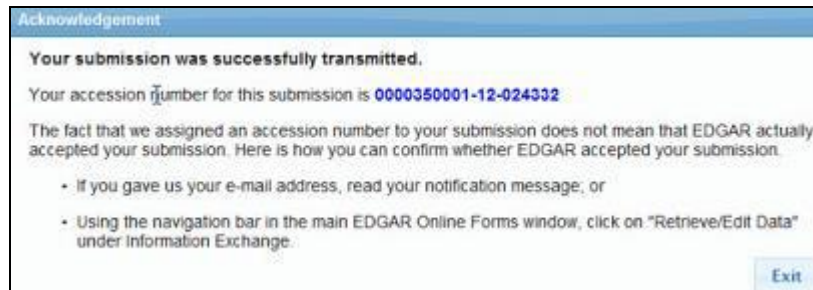 Acknowledgement
Your submission was successfully transmitted.
Your accession number for this submission is 0000350001-12-024332
The fact that we assigned an accession number to your submission does not mean that EDGAR actually
accepted your submission. Here is how you can confirm whether EDGAR accepted your submission.
• If you gave us your e-mail address, read your notification message; or
• Using the navigation bar in the main EDGAR Online Forms window, click on "Retrieve/Edit Data"
under Information Exchange.
Exit